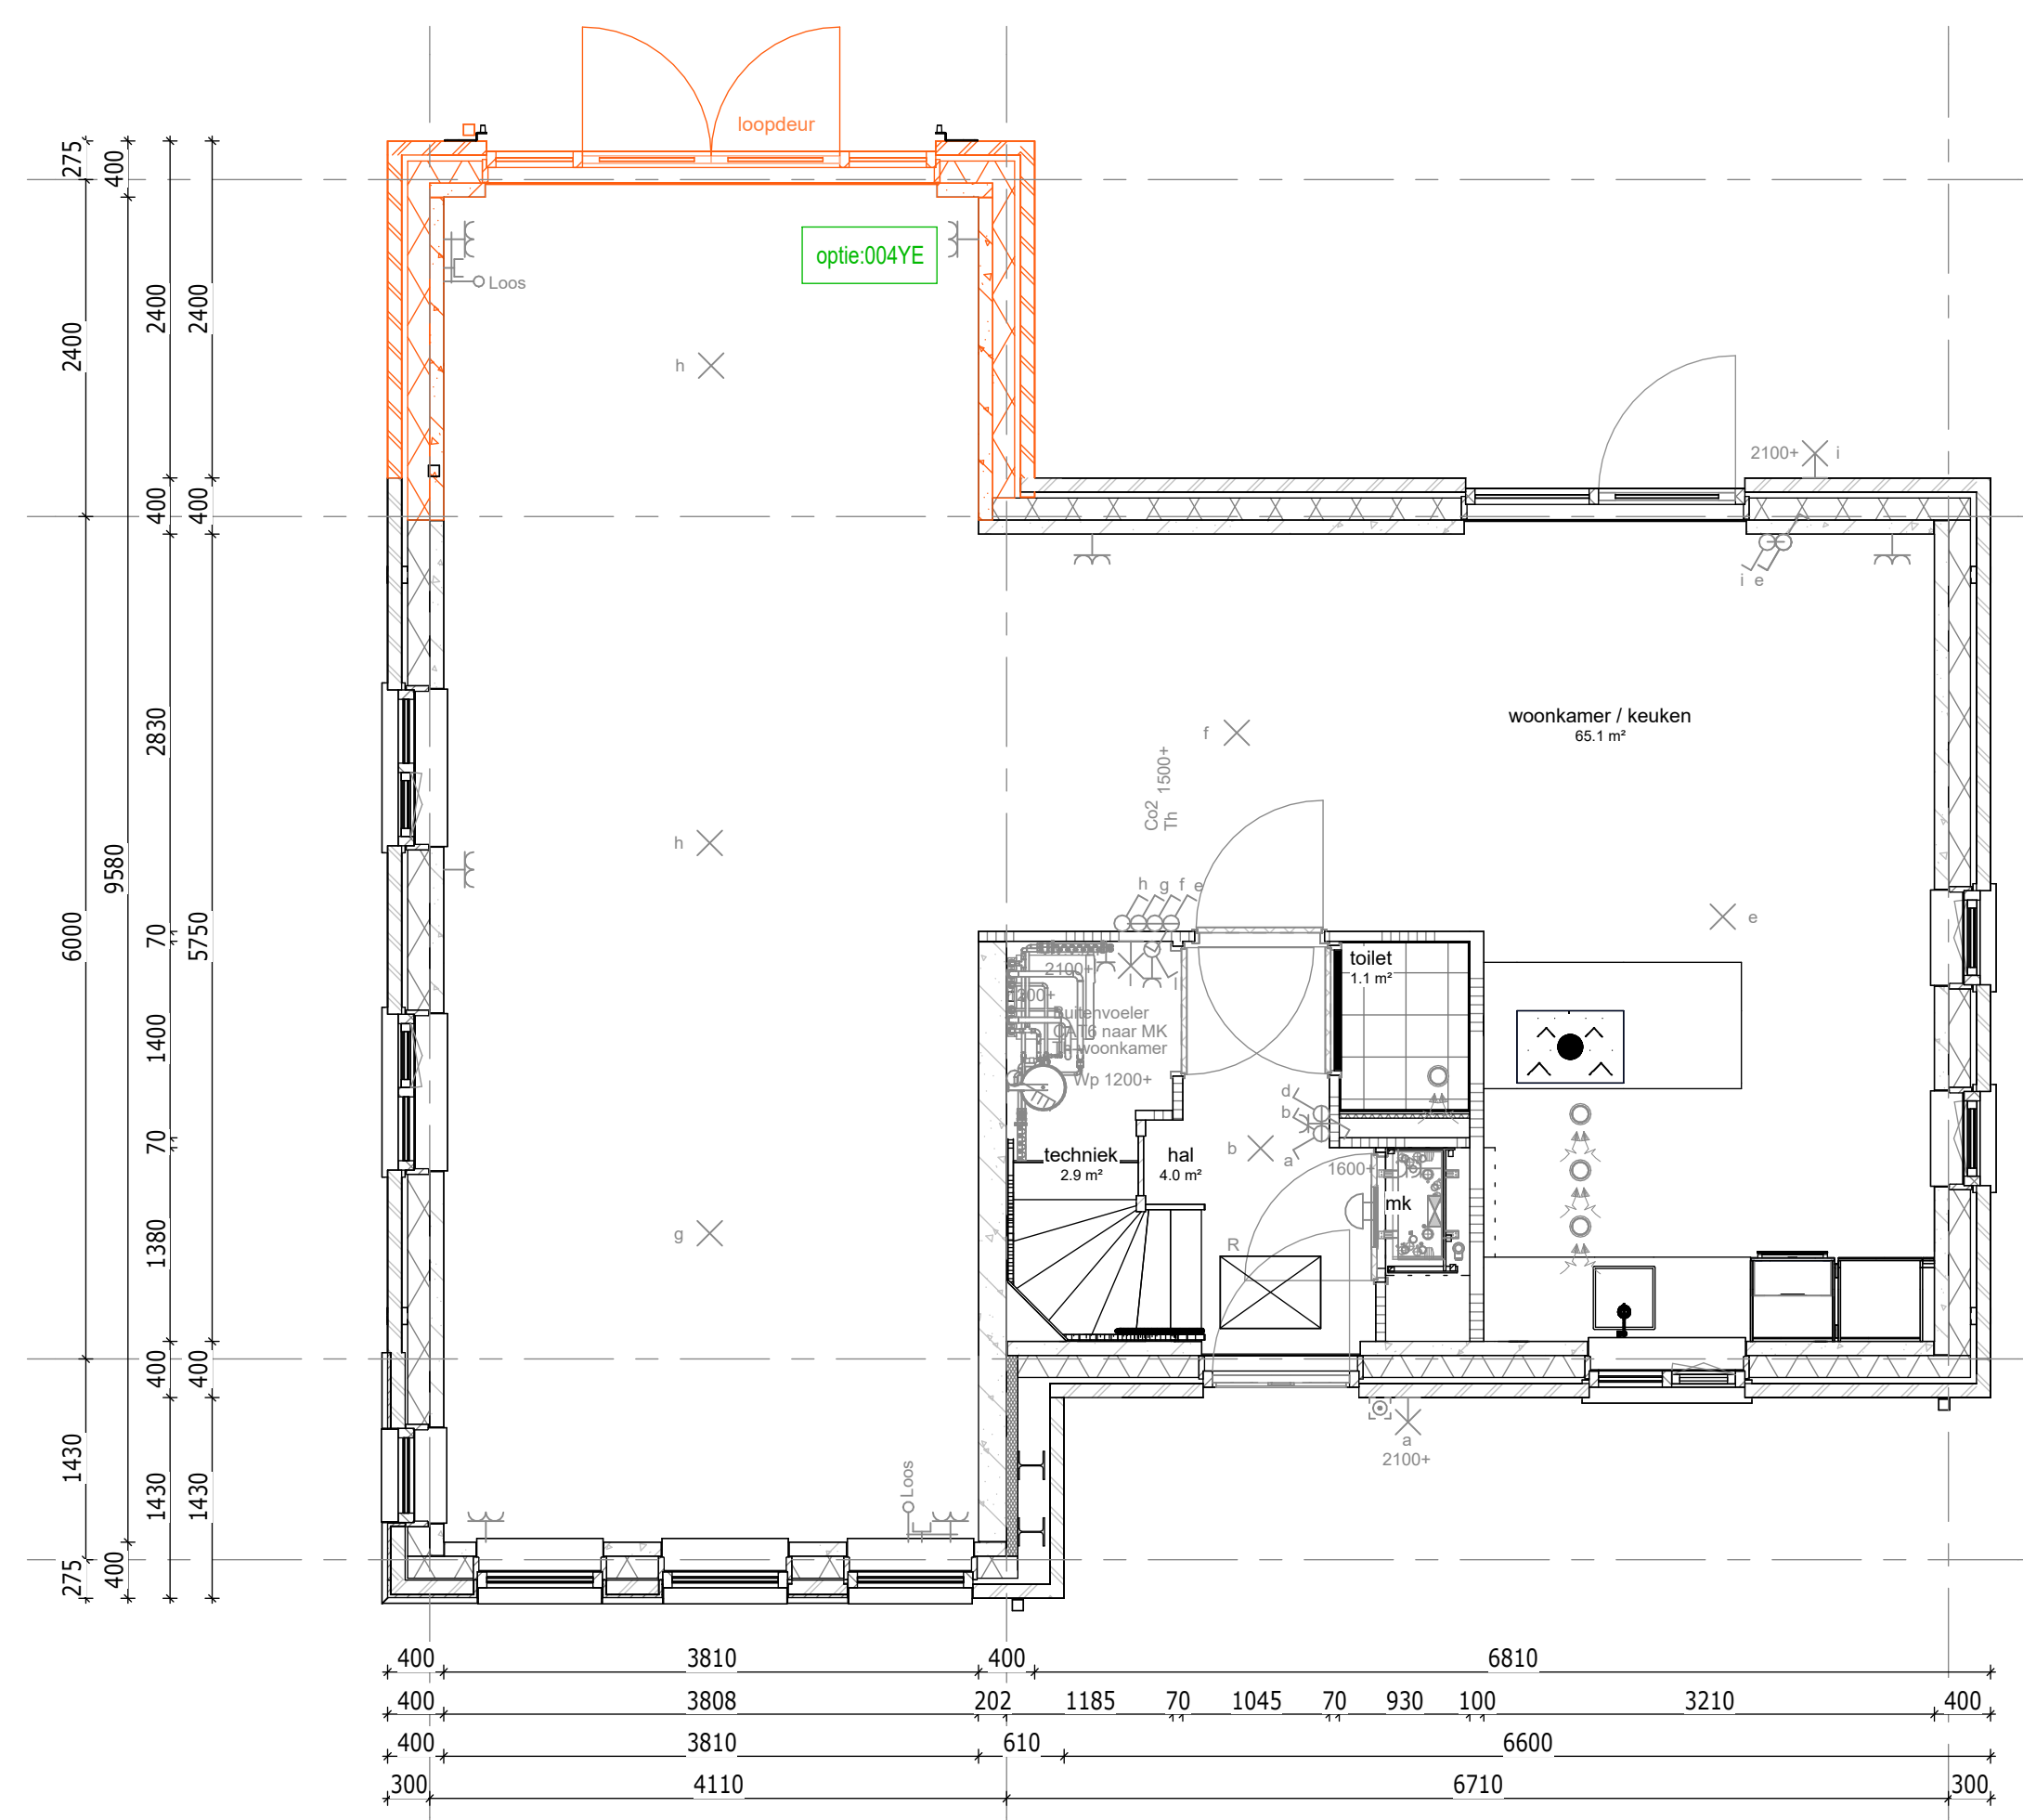 loopdeur
optie:004YE
Loos
h
2100+
i
i e
woonkamer / keuken
65.1 m²
f
1500+
Co2
Th
h
h g f e
e
toilet
1.1 m²
2100+
l
1200+
Buitenvoeler
CAT6 naar MK
Th woonkamer
Wp 1200+
d
b
a
b
techniek
2.9 m²
hal
4.0 m²
1600+
mk
g
R
a
2100+
Loos
275
2400
6000
1430
275
400
9580
400
2400
400
2830
70
1400
70
1380
400
1430
2400
400
5750
400
1430
400 3810 400 6810
400 3808 202 1185 70 1045 70 930 100 3210 400
400 3810 610 6600
300 4110 6710 300